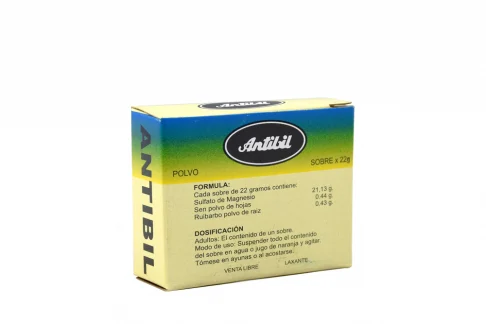 Antibil
ANTIBIL
POLVO
SOBRE x 22g
FORMULA:
Cada sobre de 22 gramos contiene:
Sulfato de Magnesio 21,13 g.
Sen polvo de hojas 0.44 g.
Ruibarbo polvo de raiz 0.43 g.
DOSIFICACIÓN
Adultos: El contenido de un sobre.
Modo de uso: Suspender todo el contenido
del sobre en agua o jugo de naranja y agitar.
Tómese en ayunas o al acostarse.
VENTA LIBRE LAXANTE